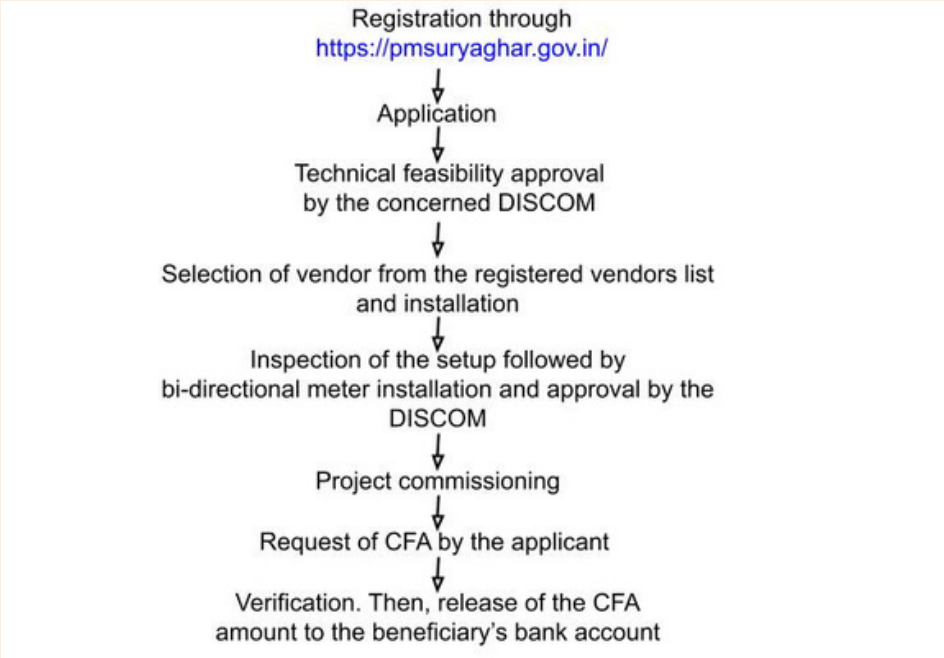 Registration through
https://pmsuryaghar.gov.in/
Application
Technical feasibility approval
by the concerned DISCOM
Selection of vendor from the registered vendors list
and installation
Inspection of the setup followed by
bi-directional meter installation and approval by the
DISCOM
Project commissioning
Request of CFA by the applicant
Verification. Then, release of the CFA
amount to the beneficiary's bank account